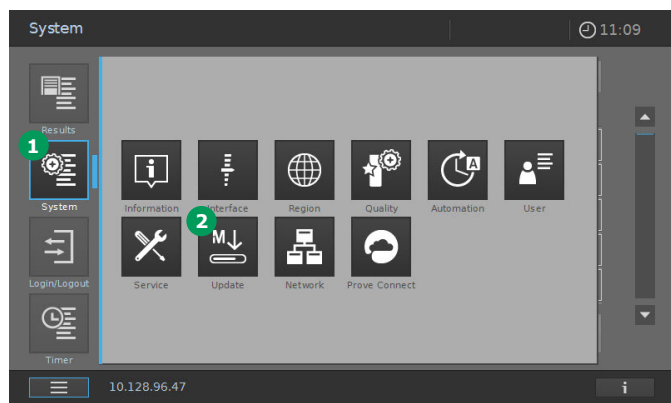 System
11:09
Results
1
System
Login/Logout
Timer
Information
Interface
Region
Quality
A
Automation
User
2
Service
M
Update
Network
Prove Connect
10.128.96.47
i